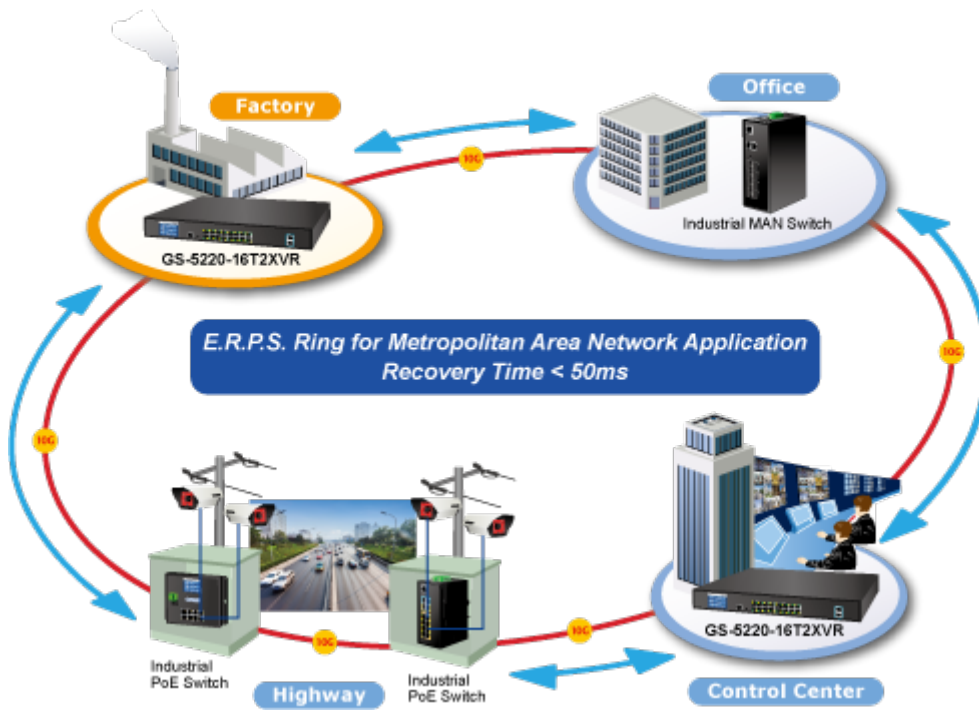 Factory
Office
10G
Industrial MAN Switch
GS-5220-16T2XVR
E.R.P.S. Ring for Metropolitan Area Network Application
Recovery Time < 50ms
10G
10G
GS-5220-16T2XVR
10G
10G
Industrial
PoE Switch
Industrial
PoE Switch
Highway
Control Center